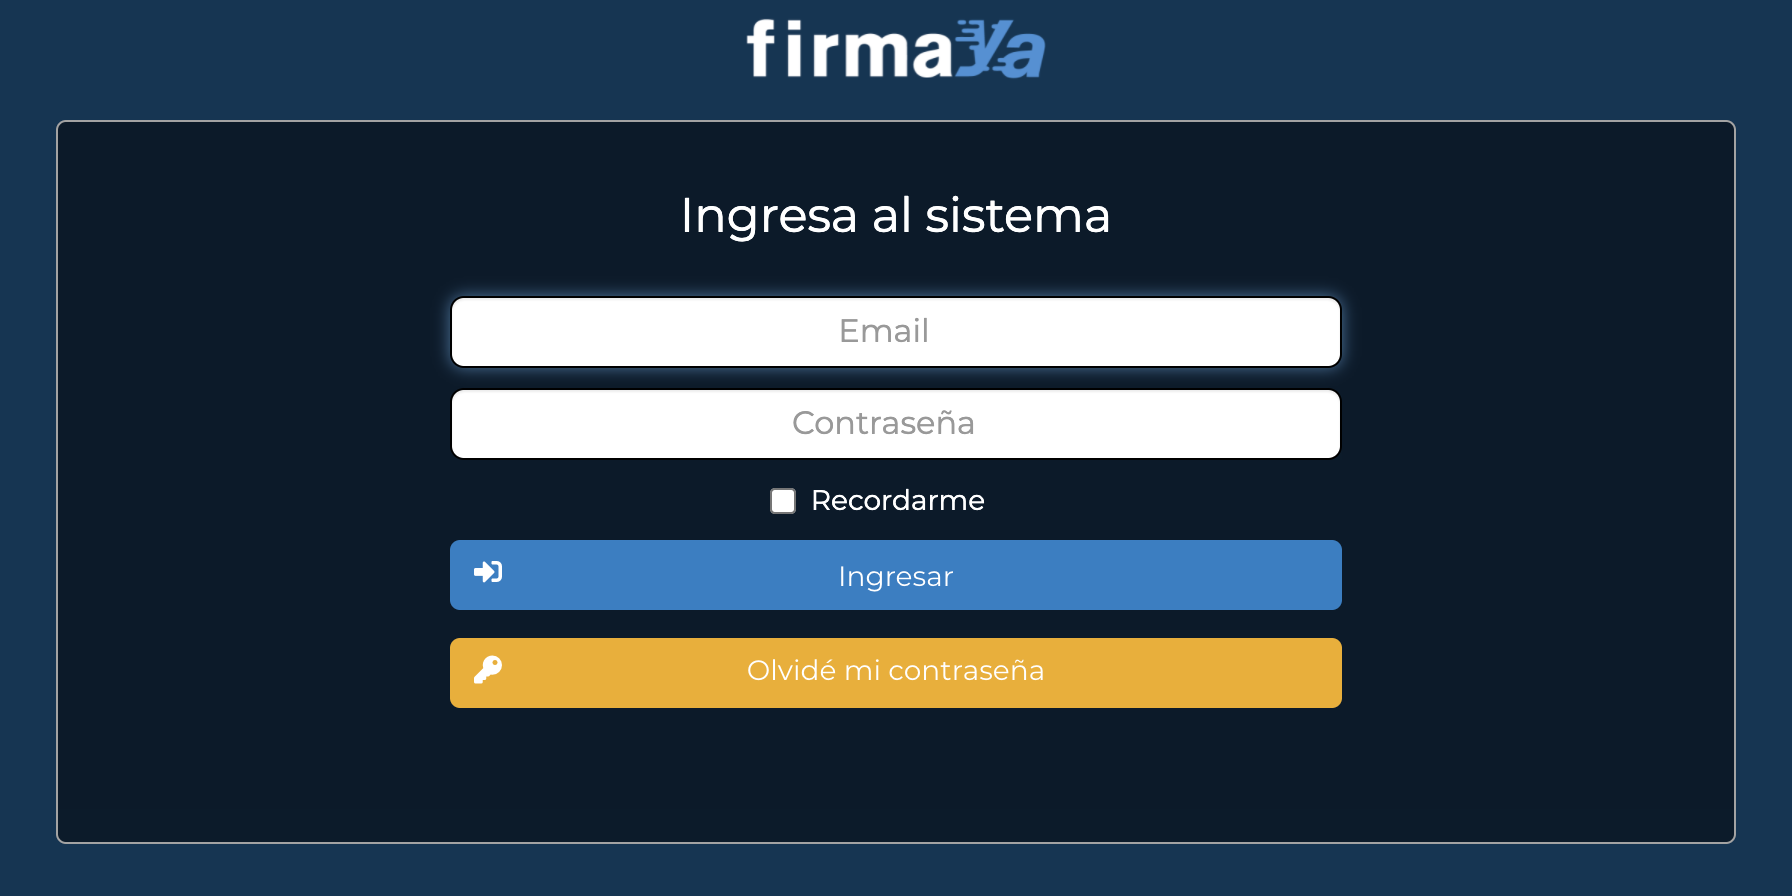 firmaya
Ingresa al sistema
Email
Contraseña
Recordarme
Ingresar
Olvidé mi contraseña